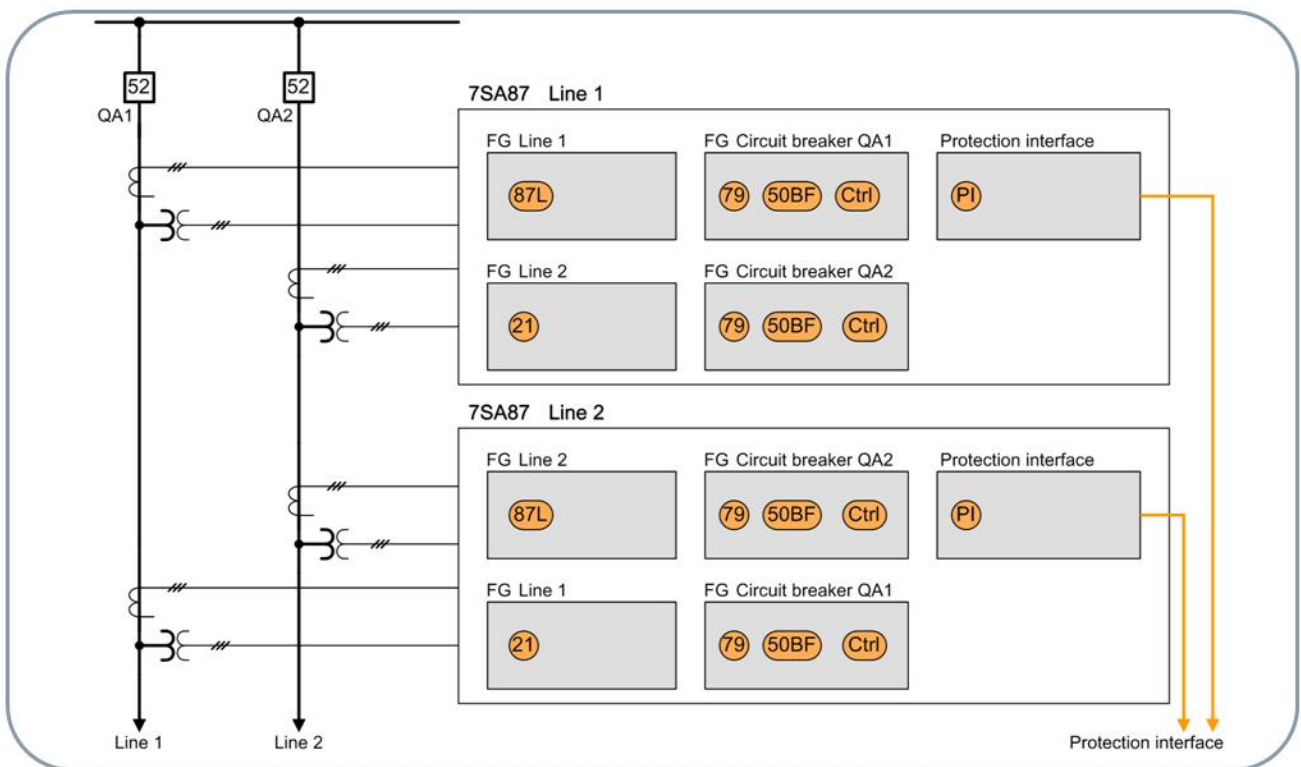 52
52
QA1
QA2
7SA87 Line 1
FG Line 1
FG Circuit breaker QA1
Protection interface
87L
79 50BF Ctrl
PI
FG Line 2
FG Circuit breaker QA2
21
79 50BF Ctrl
7SA87 Line 2
FG Line 2
FG Circuit breaker QA2
Protection interface
87L
79 50BF Ctrl
PI
FG Line 1
FG Circuit breaker QA1
21
79 50BF Ctrl
Line 1
Line 2
Protection interface